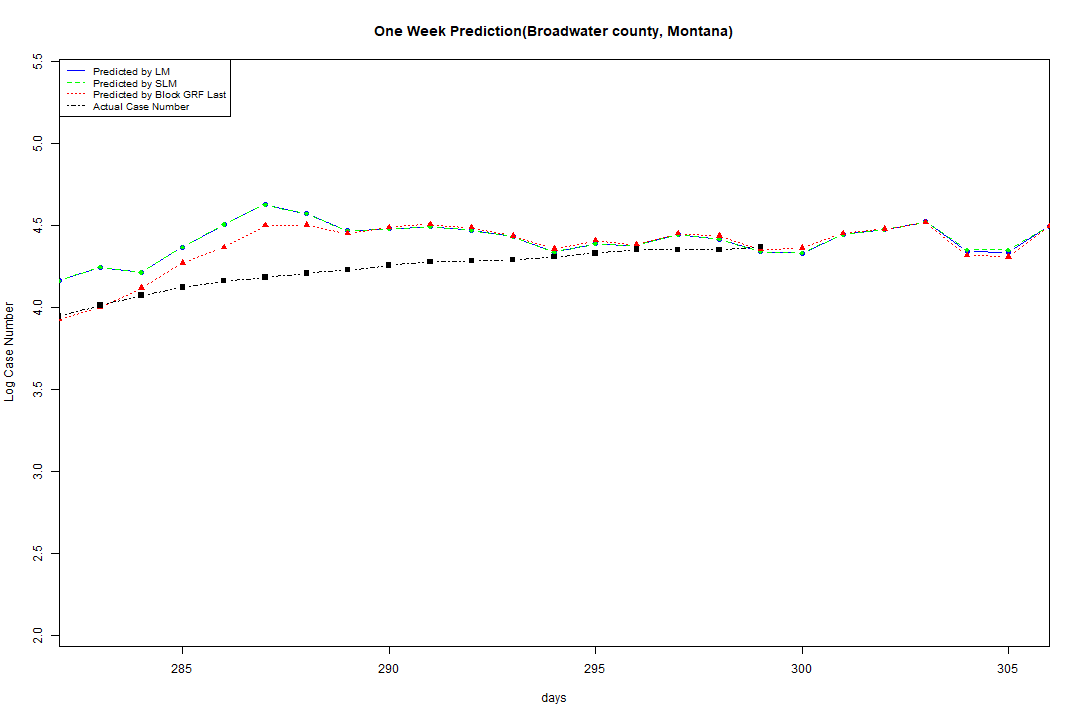 One Week Prediction(Broadwater county, Montana)
Predicted by LM
Predicted by SLM
Predicted by Block GRF Last
Actual Case Number
Log Case Number
5.5
5.0
4.5
4.0
3.5
3.0
2.5
2.0
285 290 295 300 305
days